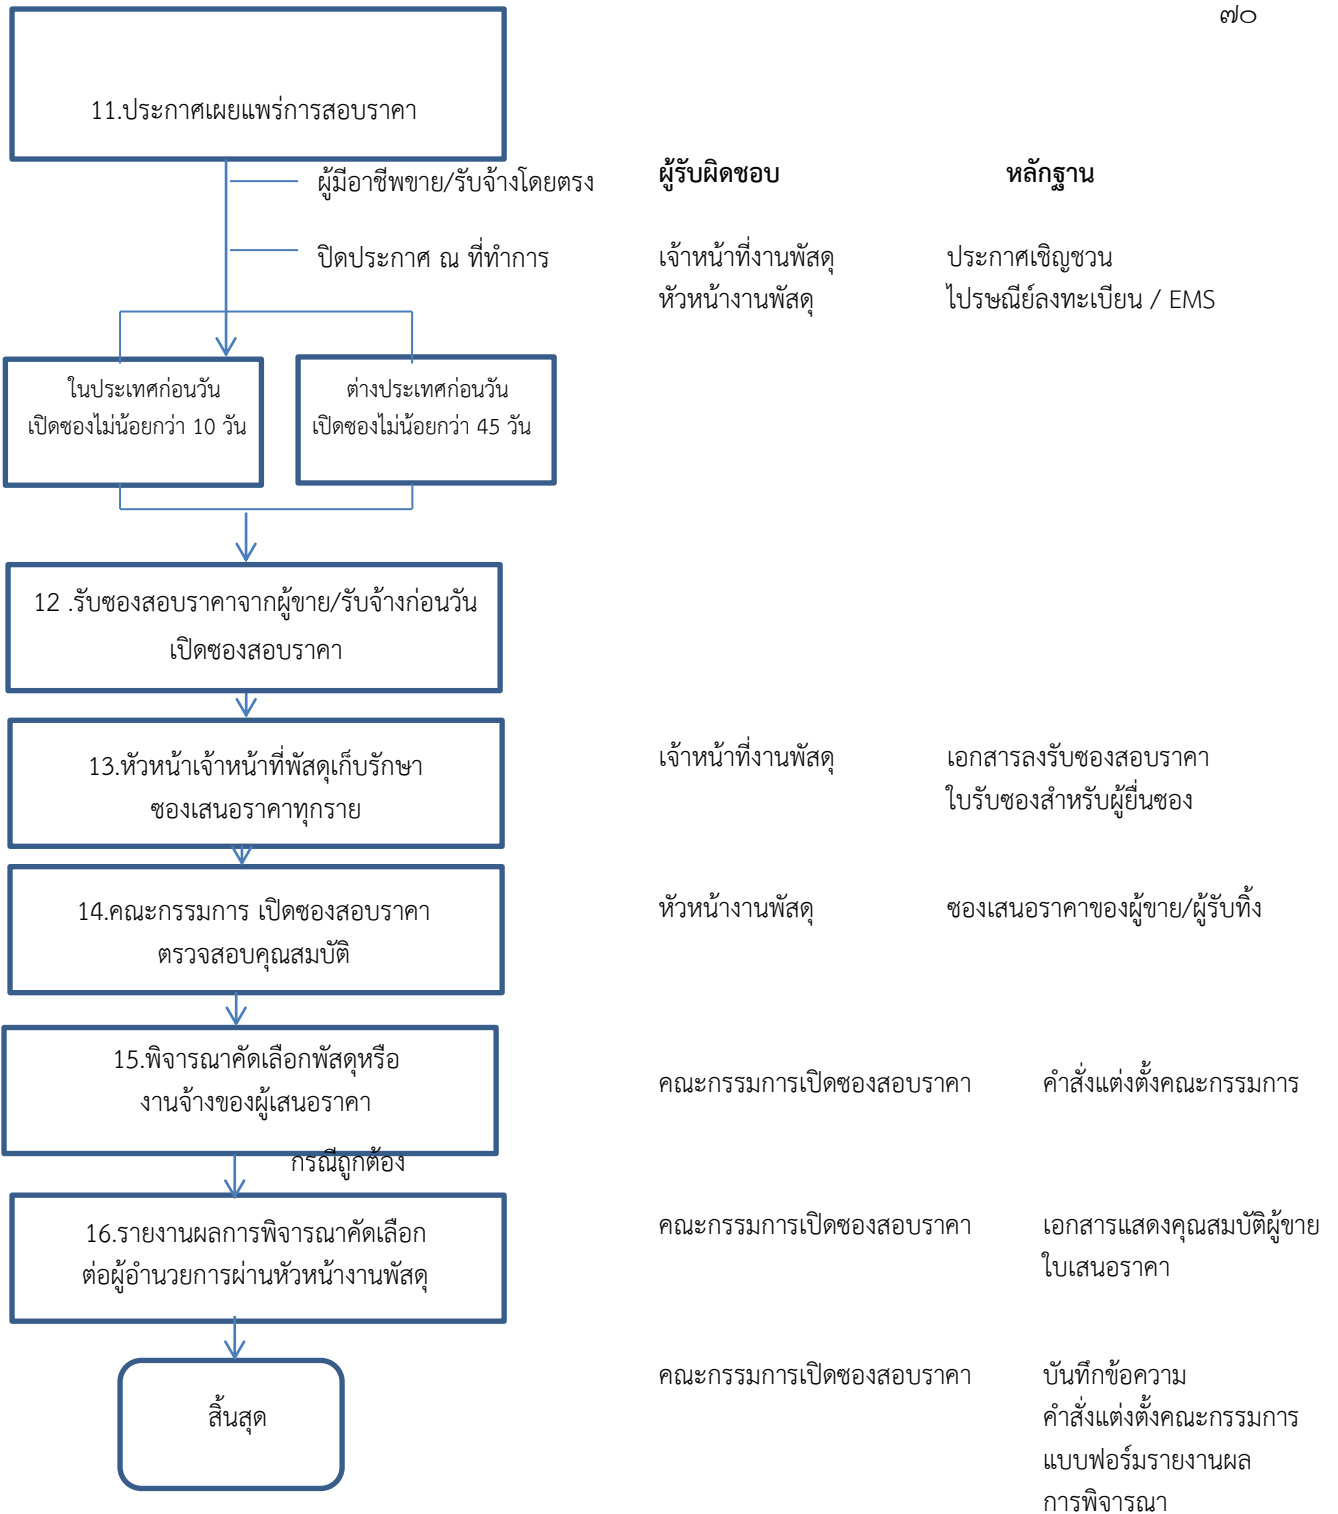 ๗๐
11.ประกาศเผยแพร่การสอบราคา
ผู้มีอาชีพขาย/รับจ้างโดยตรง
ผู้รับผิดชอบ
หลักฐาน
ปิดประกาศ ณ ที่ทำการ
เจ้าหน้าที่งานพัสดุ
ประกาศเชิญชวน
หัวหน้างานพัสดุ
ไปรษณีย์ลงทะเบียน / EMS
ในประเทศก่อนวัน
เปิดซองไม่น้อยกว่า 10 วัน
ต่างประเทศก่อนวัน
เปิดซองไม่น้อยกว่า 45 วัน
12 .รับซองสอบราคาจากผู้ขาย/รับจ้างก่อนวัน
เปิดซองสอบราคา
13.หัวหน้าเจ้าหน้าที่พัสดุเก็บรักษา
ซองเสนอราคาทุกราย
เจ้าหน้าที่งานพัสดุ
เอกสารลงรับซองสอบราคา
ใบรับซองสำหรับผู้ยื่นซอง
14.คณะกรรมการ เปิดซองสอบราคา
ตรวจสอบคุณสมบัติ
หัวหน้างานพัสดุ
ซองเสนอราคาของผู้ขาย/ผู้รับทิ้ง
15.พิจารณาคัดเลือกพัสดุหรือ
งานจ้างของผู้เสนอราคา
คณะกรรมการเปิดซองสอบราคา
คำสั่งแต่งตั้งคณะกรรมการ
กรณีถูกต้อง
16.รายงานผลการพิจารณาคัดเลือก
ต่อผู้อำนวยการผ่านหัวหน้างานพัสดุ
คณะกรรมการเปิดซองสอบราคา
เอกสารแสดงคุณสมบัติผู้ขาย
ใบเสนอราคา
สิ้นสุด
คณะกรรมการเปิดซองสอบราคา
บันทึกข้อความ
คำสั่งแต่งตั้งคณะกรรมการ
แบบฟอร์มรายงานผล
การพิจารณา